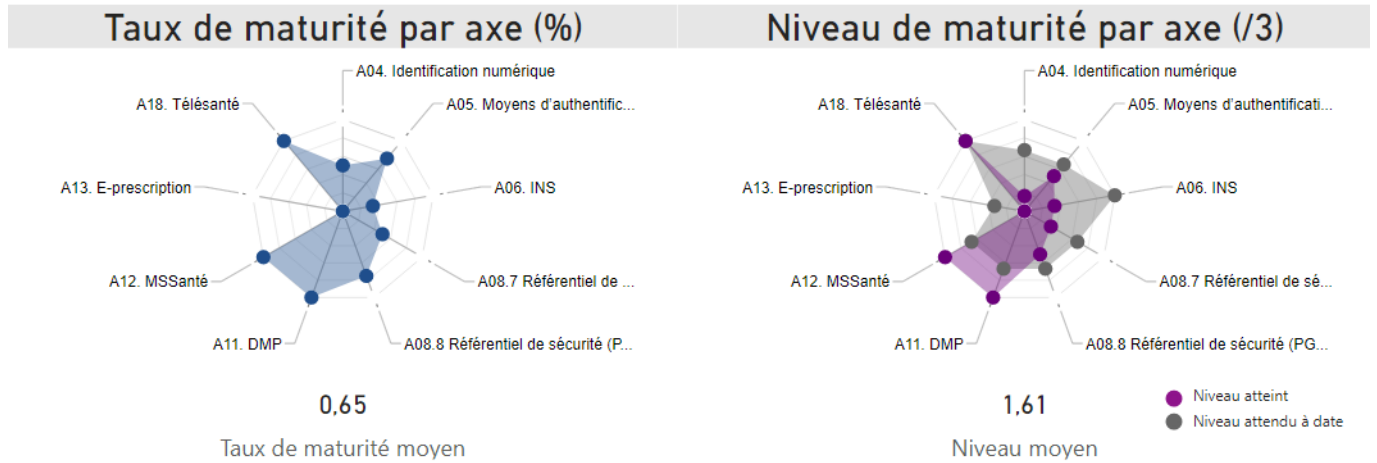 Taux de maturité par axe (%)
A04. Identification numérique
A18. Télésanté
A05. Moyens d'authentific...
A13. E-prescription
A06. INS
A12. MSSanté
A08.7 Référentiel de ...
A11. DMP
A08.8 Référentiel de sécurité (P...
0,65
Taux de maturité moyen
Niveau de maturité par axe (/3)
A04. Identification numérique
A18. Télésanté
A05. Moyens d'authentificati...
A13. E-prescription
A06. INS
A12. MSSanté
A08.7 Référentiel de sé...
A11. DMP
A08.8 Référentiel de sécurité (PG...
1,61
Niveau moyen
Niveau atteint
Niveau attendu à date